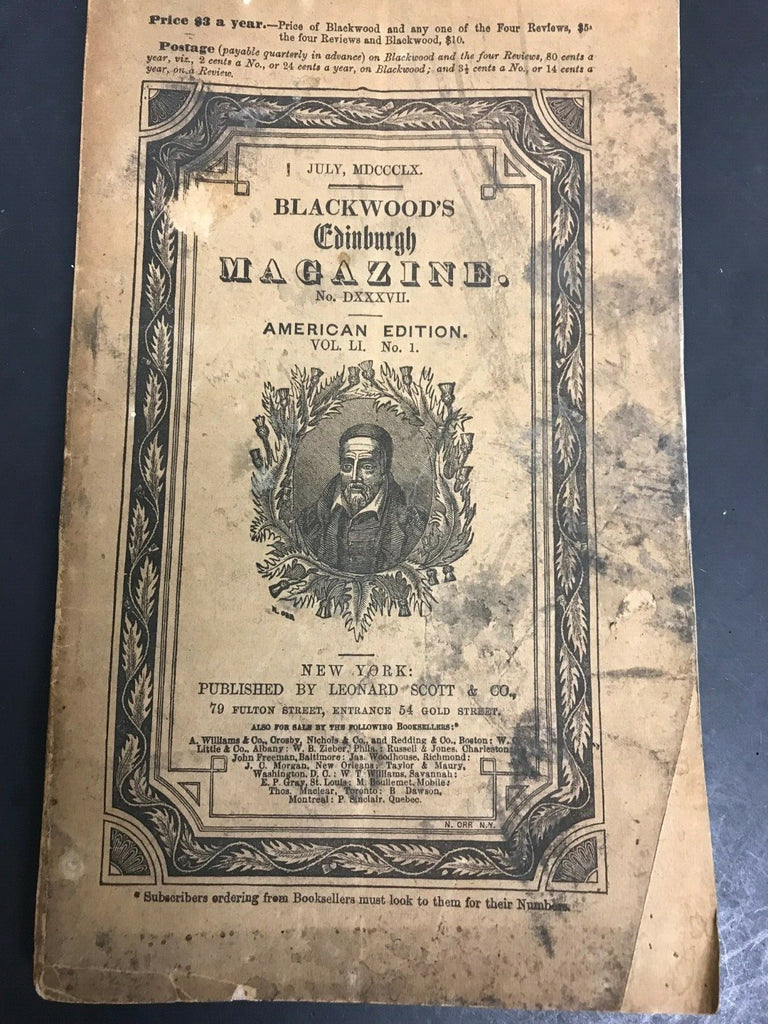 Price $3 a year.—Price of Blackwood and any one of the Four Reviews, $5;
the four Reviews and Blackwood, $10.
Postage (payable quarterly in advance) on Blackwood and the four Reviews, 80 cents a
year, viz., 2 cents a No., or 24 cents a year, on Blackwood; and 3½ cents a No., or 14 cents a
year, on a Review.
JULY, MDCCCLX.
BLACKWOOD'S
Edinburgh
MAGAZINE.
No. DXXXVII.
AMERICAN EDITION.
VOL. LI. No. 1.
N. ORR
NEW YORK:
PUBLISHED BY LEONARD SCOTT & CO.,
79 FULTON STREET, ENTRANCE 54 GOLD STREET.
ALSO FOR SALE BY THE FOLLOWING BOOKSELLERS:*
A. Williams & Co., Crosby, Nichols & Co., and Redding & Co., Boston: W.
Little & Co., Albany: W. B. Zieber, Phila.: Russell & Jones, Charleston
John Freeman, Baltimore: Jas. Woodhouse, Richmond:
J. C. Morgan, New Orleans: Taylor & Maury,
Washington, D. C.: W. T. Williams, Savannah:
E. P. Gray, St. Louis: M. Boullemet, Mobile:
Thos. Maclear, Toronto: B. Dawson,
Montreal: P. Sinclair, Quebec.
N. ORR N.Y.
* Subscribers ordering from Booksellers must look to them for their Numbers.